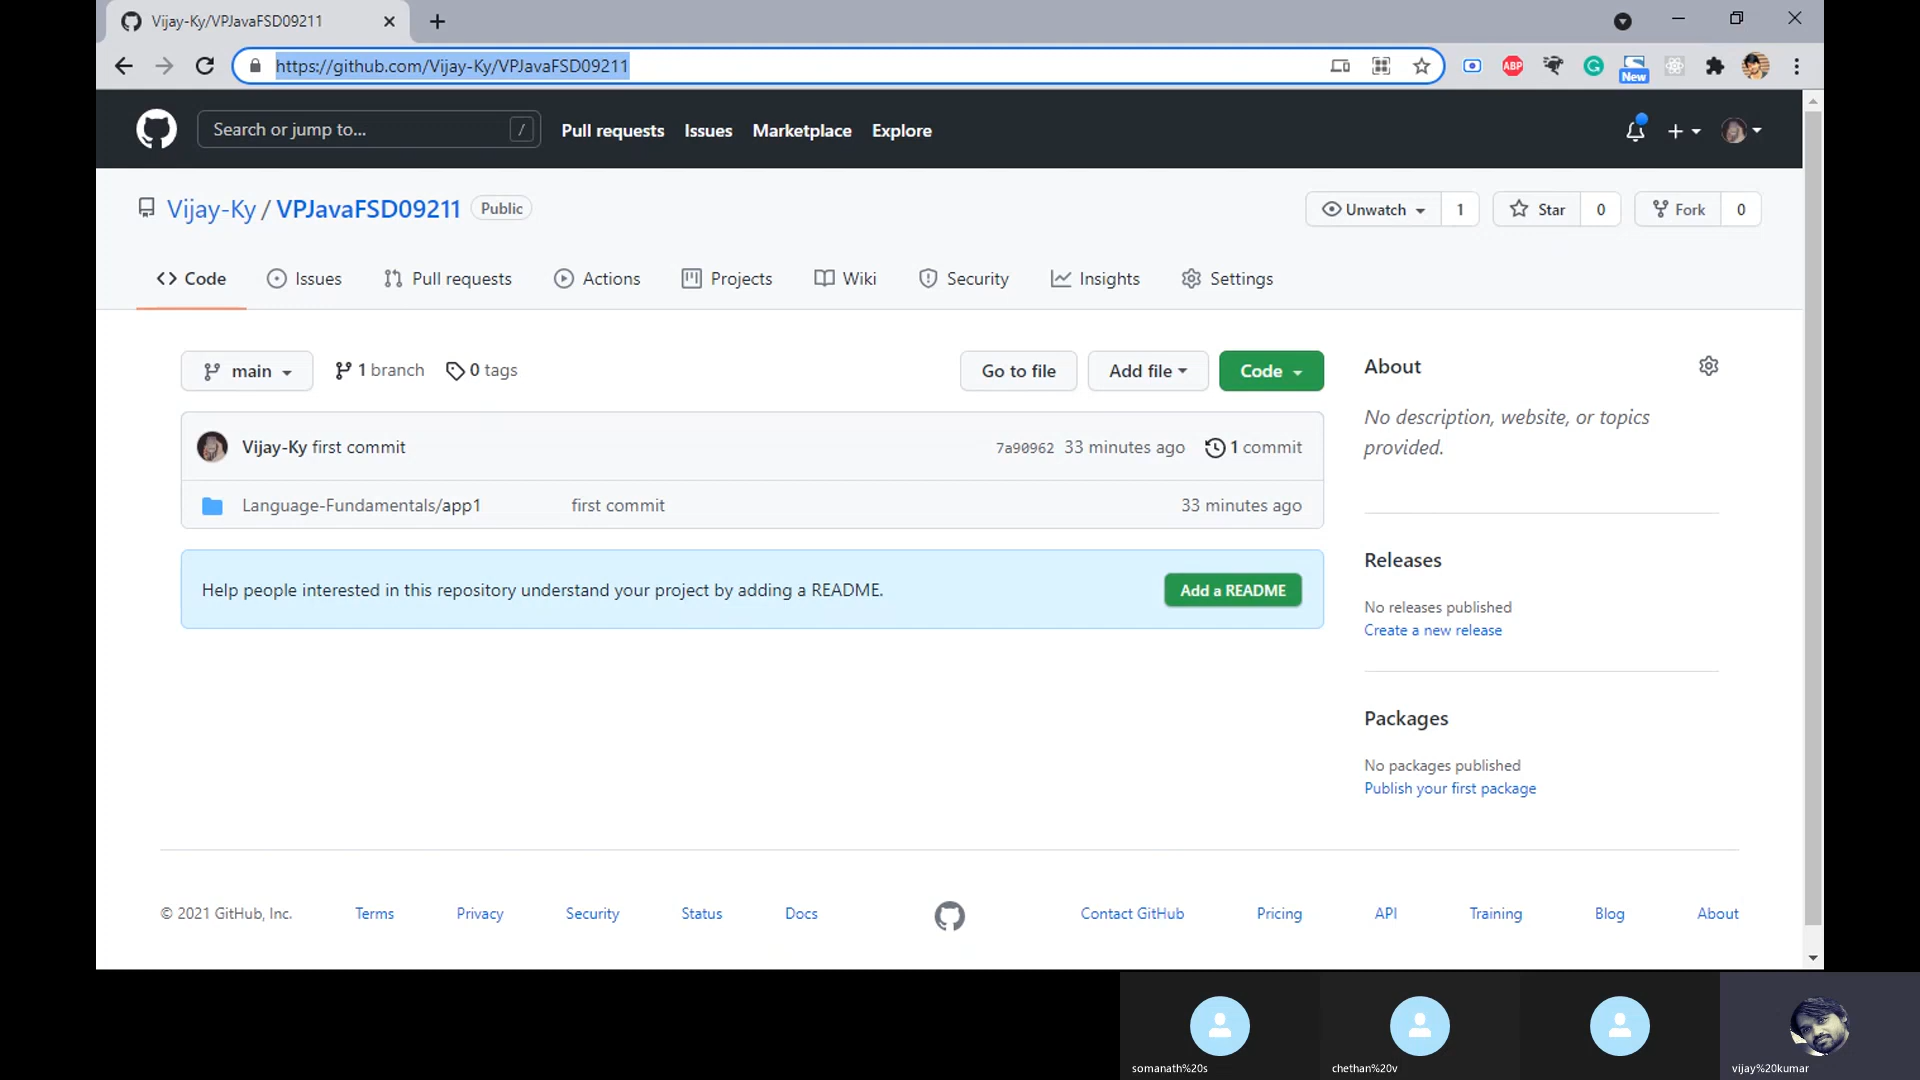 Vijay-Ky/VPJavaFSD09211
https://github.com/Vijay-Ky/VPJavaFSD09211
ABP
New
Search or jump to...
/
Pull requests
Issues
Marketplace
Explore
Vijay-Ky / VPJavaFSD09211
Public
Unwatch 1
Star 0
Fork 0
Code
Issues
Pull requests
Actions
Projects
Wiki
Security
Insights
Settings
main
1 branch
0 tags
Go to file
Add file
Code
About
No description, website, or topics
provided.
Vijay-Ky first commit
7a90962 33 minutes ago
1 commit
Language-Fundamentals/app1
first commit
33 minutes ago
Help people interested in this repository understand your project by adding a README.
Add a README
Releases
No releases published
Create a new release
Packages
No packages published
Publish your first package
© 2021 GitHub, Inc.
Terms
Privacy
Security
Status
Docs
Contact GitHub
Pricing
API
Training
Blog
About
somanath%20s
chethan%20v
vijay%20kumar